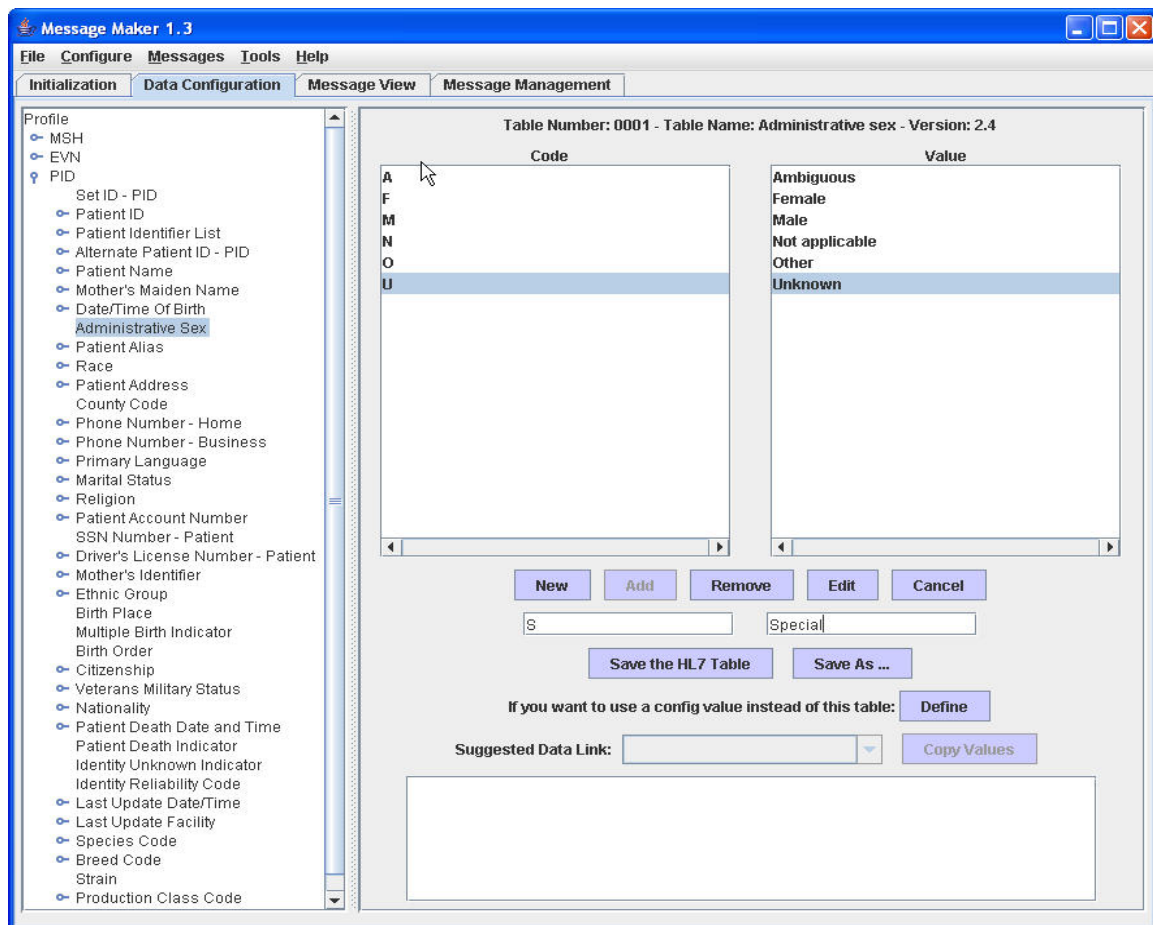 Message Maker 1.3
File Configure Messages Tools Help
Initialization Data Configuration Message View Message Management
Profile
MSH
EVN
PID
Set ID - PID
Patient ID
Patient Identifier List
Alternate Patient ID - PID
Patient Name
Mother's Maiden Name
Date/Time Of Birth
Administrative Sex
Patient Alias
Race
Patient Address
County Code
Phone Number - Home
Phone Number - Business
Primary Language
Marital Status
Religion
Patient Account Number
SSN Number - Patient
Driver's License Number - Patient
Mother's Identifier
Ethnic Group
Birth Place
Multiple Birth Indicator
Birth Order
Citizenship
Veterans Military Status
Nationality
Patient Death Date and Time
Patient Death Indicator
Identity Unknown Indicator
Identity Reliability Code
Last Update Date/Time
Last Update Facility
Species Code
Breed Code
Strain
Production Class Code
Table Number: 0001 - Table Name: Administrative sex - Version: 2.4
Code Value
A Ambiguous
F Female
M Male
N Not applicable
O Other
U Unknown
New Add Remove Edit Cancel
S Special
Save the HL7 Table Save As ...
If you want to use a config value instead of this table: Define
Suggested Data Link: Copy Values